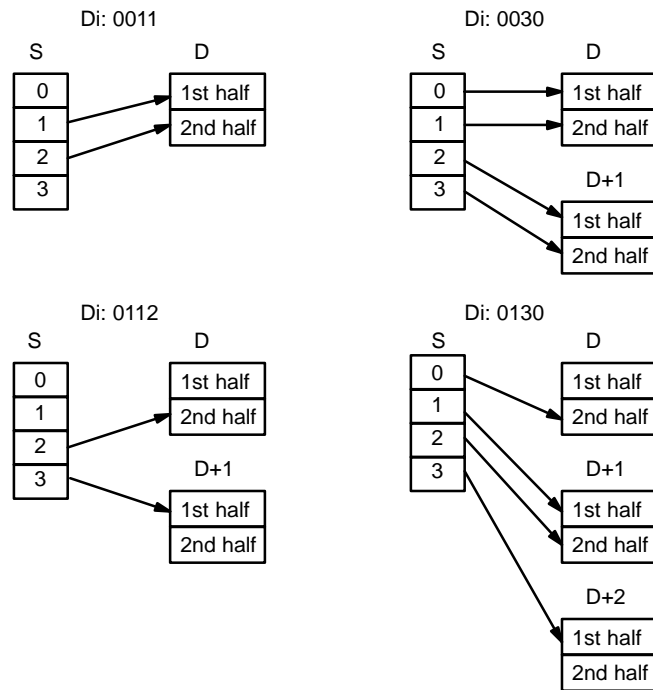 Di: 0011
S D
0
1
2
3
1st half
2nd half
Di: 0030
S D
0
1
2
3
1st half
2nd half
D+1
1st half
2nd half
Di: 0112
S D
0
1
2
3
1st half
2nd half
D+1
1st half
2nd half
Di: 0130
S D
0
1
2
3
1st half
2nd half
D+1
1st half
2nd half
D+2
1st half
2nd half